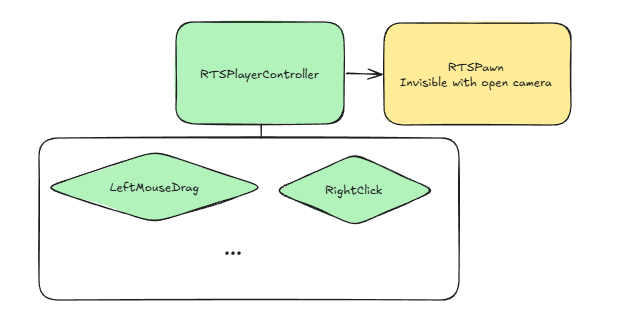 RTSPlayerController
RTSPawn
Invisible with open camera
LeftMouseDrag
RightClick
...